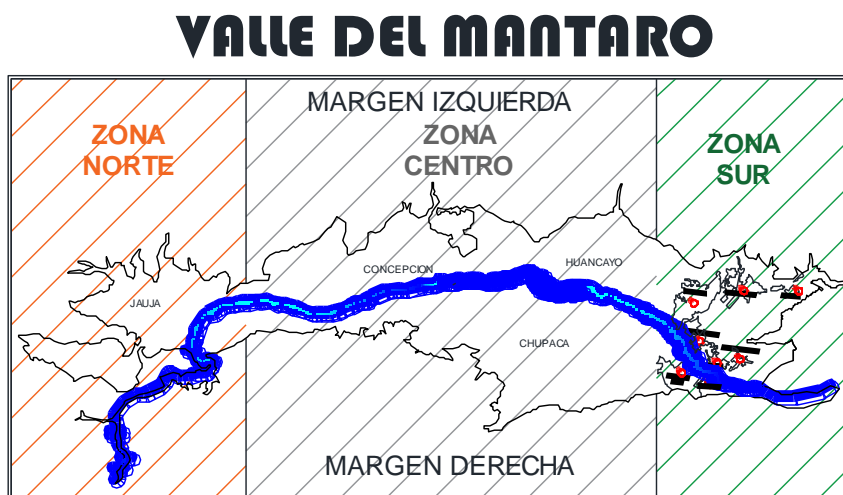 VALLE DEL MANTARO
MARGEN IZQUIERDA
ZONA
NORTE
ZONA
CENTRO
ZONA
SUR
HUANCAYO
CONCEPCION
JAUJA
CHUPACA
MARGEN DERECHA